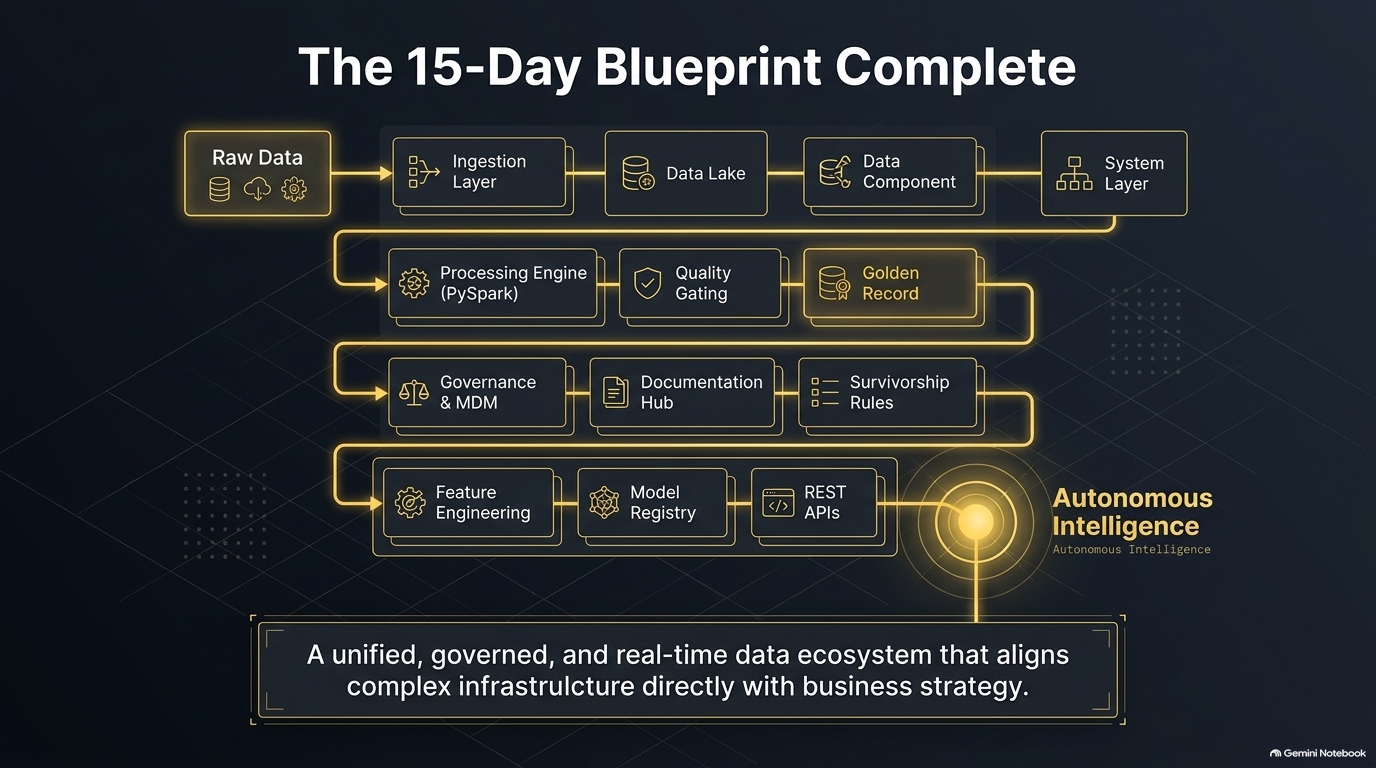 The 15-Day Blueprint Complete
Raw Data
Ingestion
Layer
Data Lake
Data
Component
System
Layer
Processing Engine
(PySpark)
Quality
Gating
Golden
Record
Governance
& MDM
Documentation
Hub
Survivorship
Rules
Feature
Engineering
Model
Registry
REST
APIs
Autonomous
Intelligence
Autonomous Intelligence
A unified, governed, and real-time data ecosystem that aligns
complex infrastrulcture directly with business strategy.
Gemini Notebook